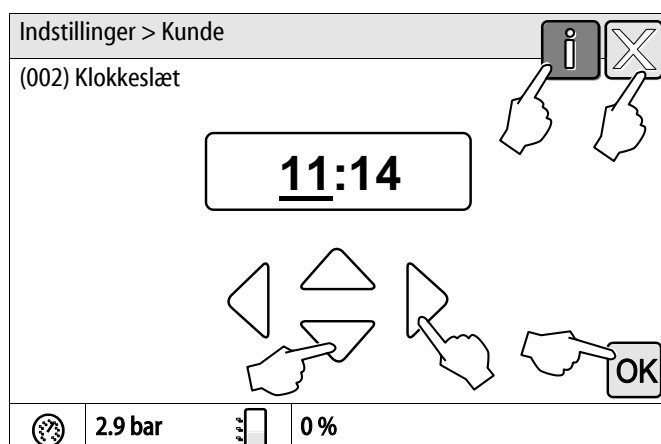 Indstillinger > Kunde
i X
(002) Klokkeslæt
11:14
OK
2.9 bar 0 %